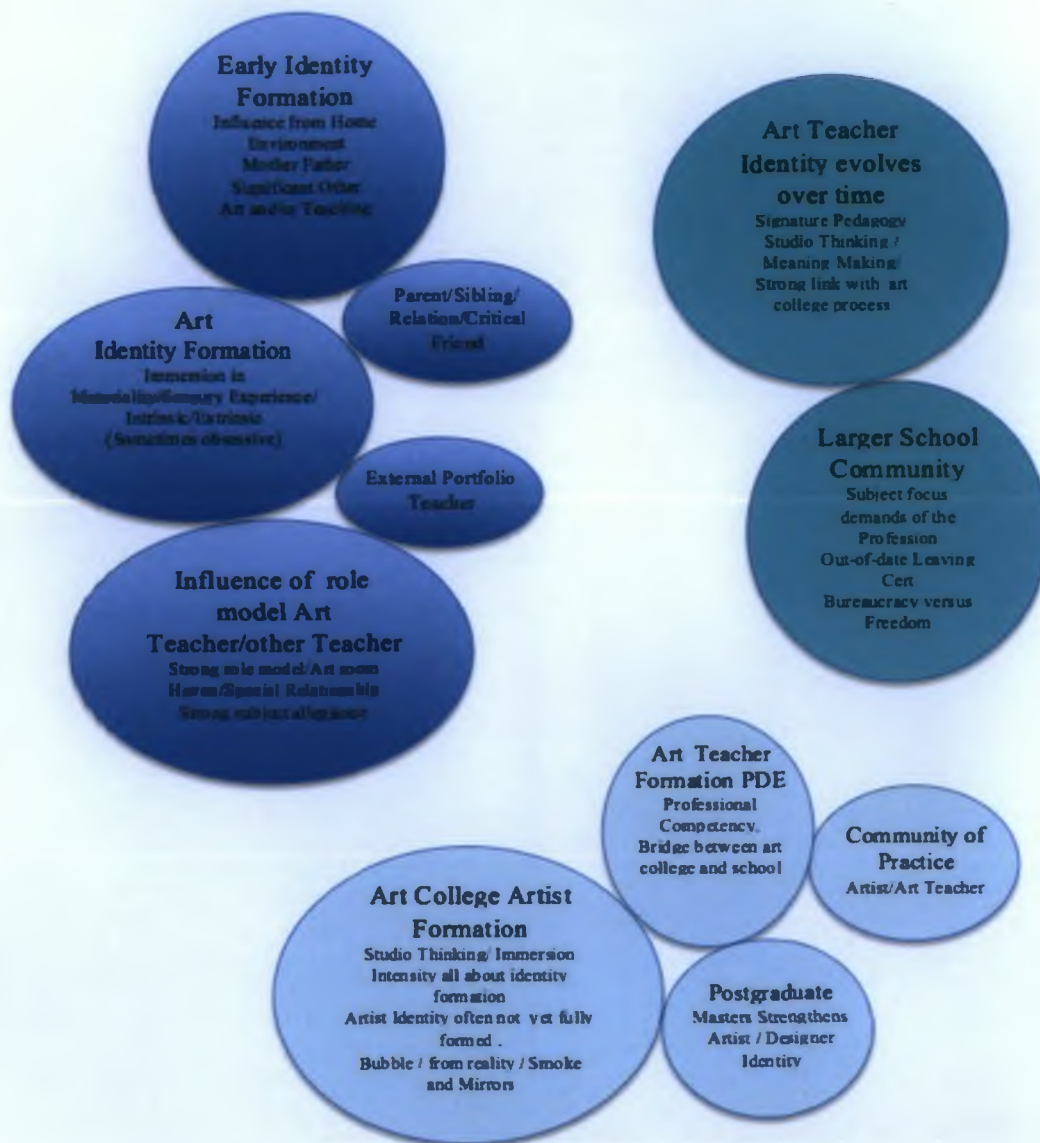 Early Identity
Formation
Influence from Home
Environment
Mother Father
Significant Other
Art and/or Teaching
Parent/Sibling/
Relation/Critical
Friend
Art
Identity Formation
Immersion in
Materiality/Sensory Experience/
Intrinsic/Extrinsic
(Sometimes obsessive)
External Portfolio
Teacher
Influence of role
model Art
Teacher/other Teacher
Strong role model/Art room
Haven/Special Relationship
Strong subject allegiance
Art Teacher
Identity evolves
over time
Signature Pedagogy
Studio Thinking /
Meaning Making/
Strong link with art
college process
Larger School
Community
Subject focus
demands of the
Profession
Out-of-date Leaving
Cert
Bureaucracy versus
Freedom
Art Teacher
Formation PDE
Professional
Competency.
Bridge between art
college and school
Community of
Practice
Artist/Art Teacher
Art College Artist
Formation
Studio Thinking/ Immersion
Intensity all about identity
formation
Artist Identity often not yet fully
formed .
Bubble / from reality / Smoke
and Mirrors
Postgraduate
Masters Strengthens
Artist / Designer
Identity